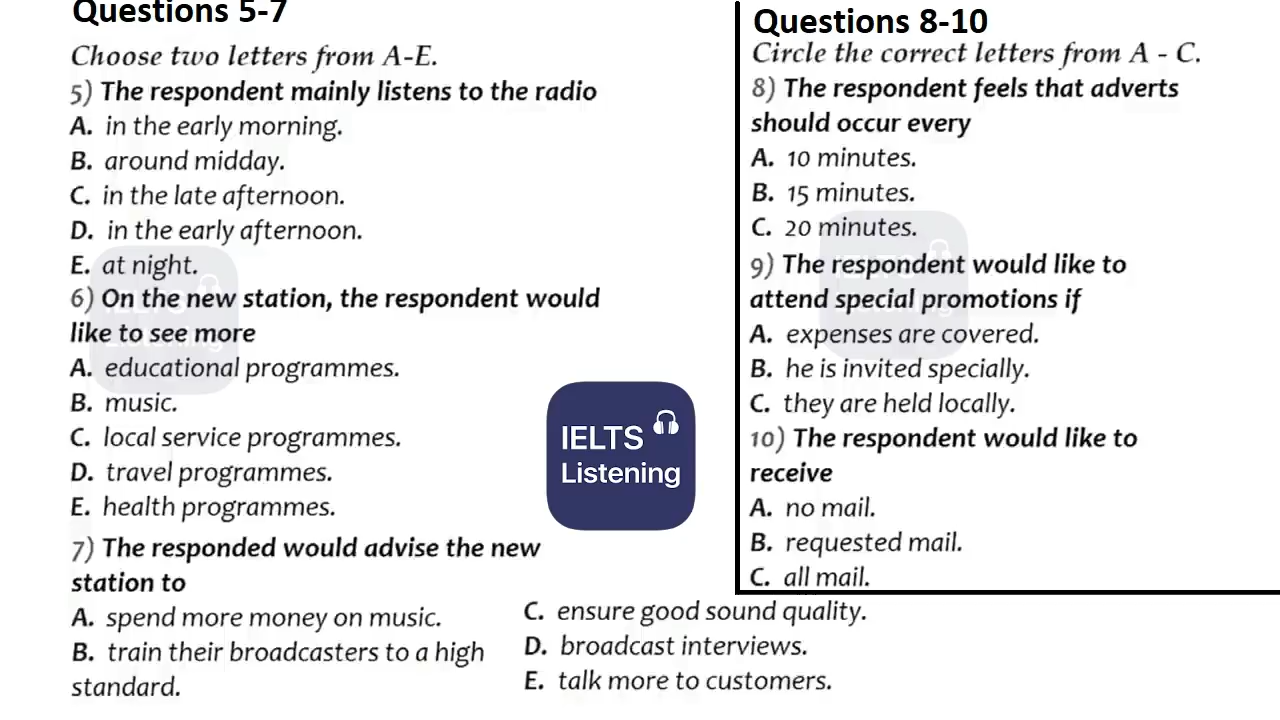 Questions 5-7
Choose two letters from A-E.
5) The respondent mainly listens to the radio
A. in the early morning.
B. around midday.
C. in the late afternoon.
D. in the early afternoon.
E. at night.
6) On the new station, the respondent would
like to see more
A. educational programmes.
B. music.
C. local service programmes.
D. travel programmes.
E. health programmes.
7) The responded would advise the new
station to
A. spend more money on music.
B. train their broadcasters to a high
standard.
C. ensure good sound quality.
D. broadcast interviews.
E. talk more to customers.
IELTS
Listening
Questions 8-10
Circle the correct letters from A - C.
8) The respondent feels that adverts
should occur every
A. 10 minutes.
B. 15 minutes.
C. 20 minutes.
9) The respondent would like to
attend special promotions if
A. expenses are covered.
B. he is invited specially.
C. they are held locally.
10) The respondent would like to
receive
A. no mail.
B. requested mail.
C. all mail.
IELTS
Listening
IELTS
Listening